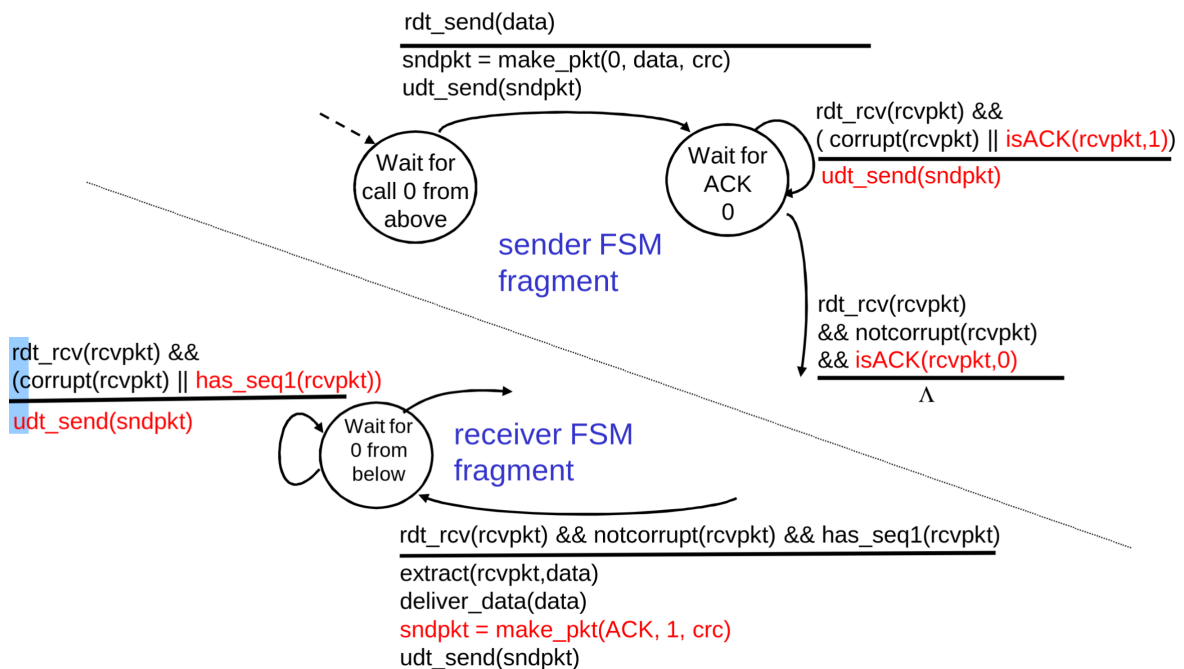 rdt_send(data)
sndpkt = make_pkt(0, data, crc)
udt_send(sndpkt)
Wait for
call 0 from
above
Wait for
ACK
0
rdt_rcv(rcvpkt) &&
( corrupt(rcvpkt) || isACK(rcvpkt,1))
udt_send(sndpkt)
sender FSM
fragment
rdt_rcv(rcvpkt)
&& notcorrupt(rcvpkt)
&& isACK(rcvpkt,0)
Λ
rdt_rcv(rcvpkt) &&
(corrupt(rcvpkt) || has_seq1(rcvpkt))
udt_send(sndpkt)
Wait for
0 from
below
receiver FSM
fragment
rdt_rcv(rcvpkt) && notcorrupt(rcvpkt) && has_seq1(rcvpkt)
extract(rcvpkt,data)
deliver_data(data)
sndpkt = make_pkt(ACK, 1, crc)
udt_send(sndpkt)